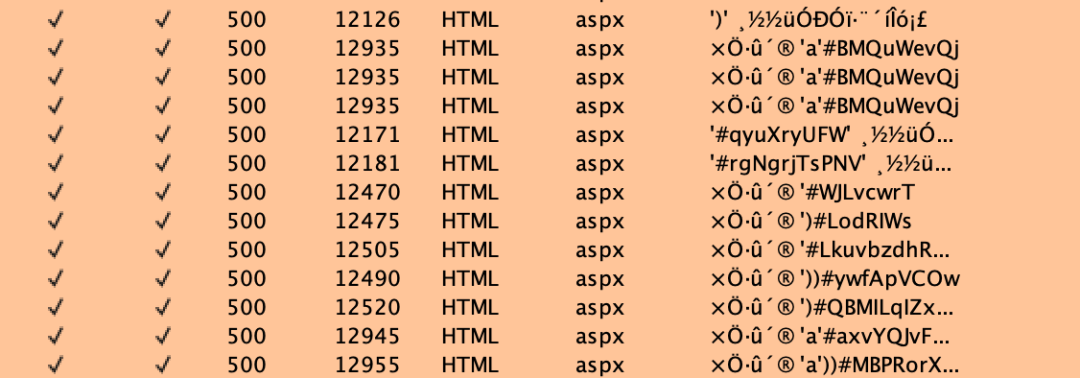 ✓ ✓ 500 12126 HTML aspx ')' ¸½½üÓÐÓï·¨´íÎó¡£
✓ ✓ 500 12935 HTML aspx ×Ö·û´®'a'#BMQuWevQj
✓ ✓ 500 12935 HTML aspx ×Ö·û´®'a'#BMQuWevQj
✓ ✓ 500 12935 HTML aspx ×Ö·û´®'a'#BMQuWevQj
✓ ✓ 500 12171 HTML aspx '#qyuXryUFW' ¸½½üÓ...
✓ ✓ 500 12181 HTML aspx '#rgNgrjTsPNV' ¸½½ü...
✓ ✓ 500 12470 HTML aspx ×Ö·û´®'#WJLvcwrT
✓ ✓ 500 12475 HTML aspx ×Ö·û´®')#LodRIWs
✓ ✓ 500 12505 HTML aspx ×Ö·û´®'#LkuvbzdhR...
✓ ✓ 500 12490 HTML aspx ×Ö·û´®'))#ywfApVCOw
✓ ✓ 500 12520 HTML aspx ×Ö·û´®')#QBMILqIZx...
✓ ✓ 500 12945 HTML aspx ×Ö·û´®'a'#axvYQJvF...
✓ ✓ 500 12955 HTML aspx ×Ö·û´®'a'))#MBPRorX...